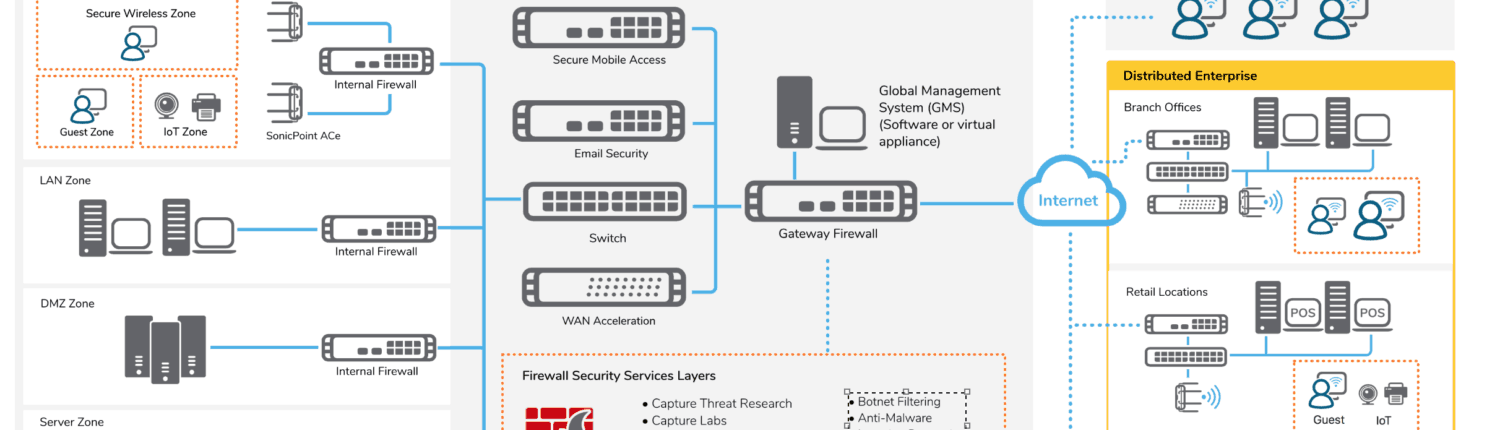 Secure Wireless Zone
Guest Zone
IoT Zone
Internal Firewall
SonicPoint ACe
LAN Zone
Internal Firewall
DMZ Zone
Internal Firewall
Server Zone
Secure Mobile Access
Email Security
Switch
WAN Acceleration
Global Management
System (GMS)
(Software or virtual
appliance)
Gateway Firewall
Internet
Firewall Security Services Layers
• Capture Threat Research
• Capture Labs
• Botnet Filtering
• Anti-Malware
Distributed Enterprise
Branch Offices
Retail Locations
POS
POS
Guest
IoT